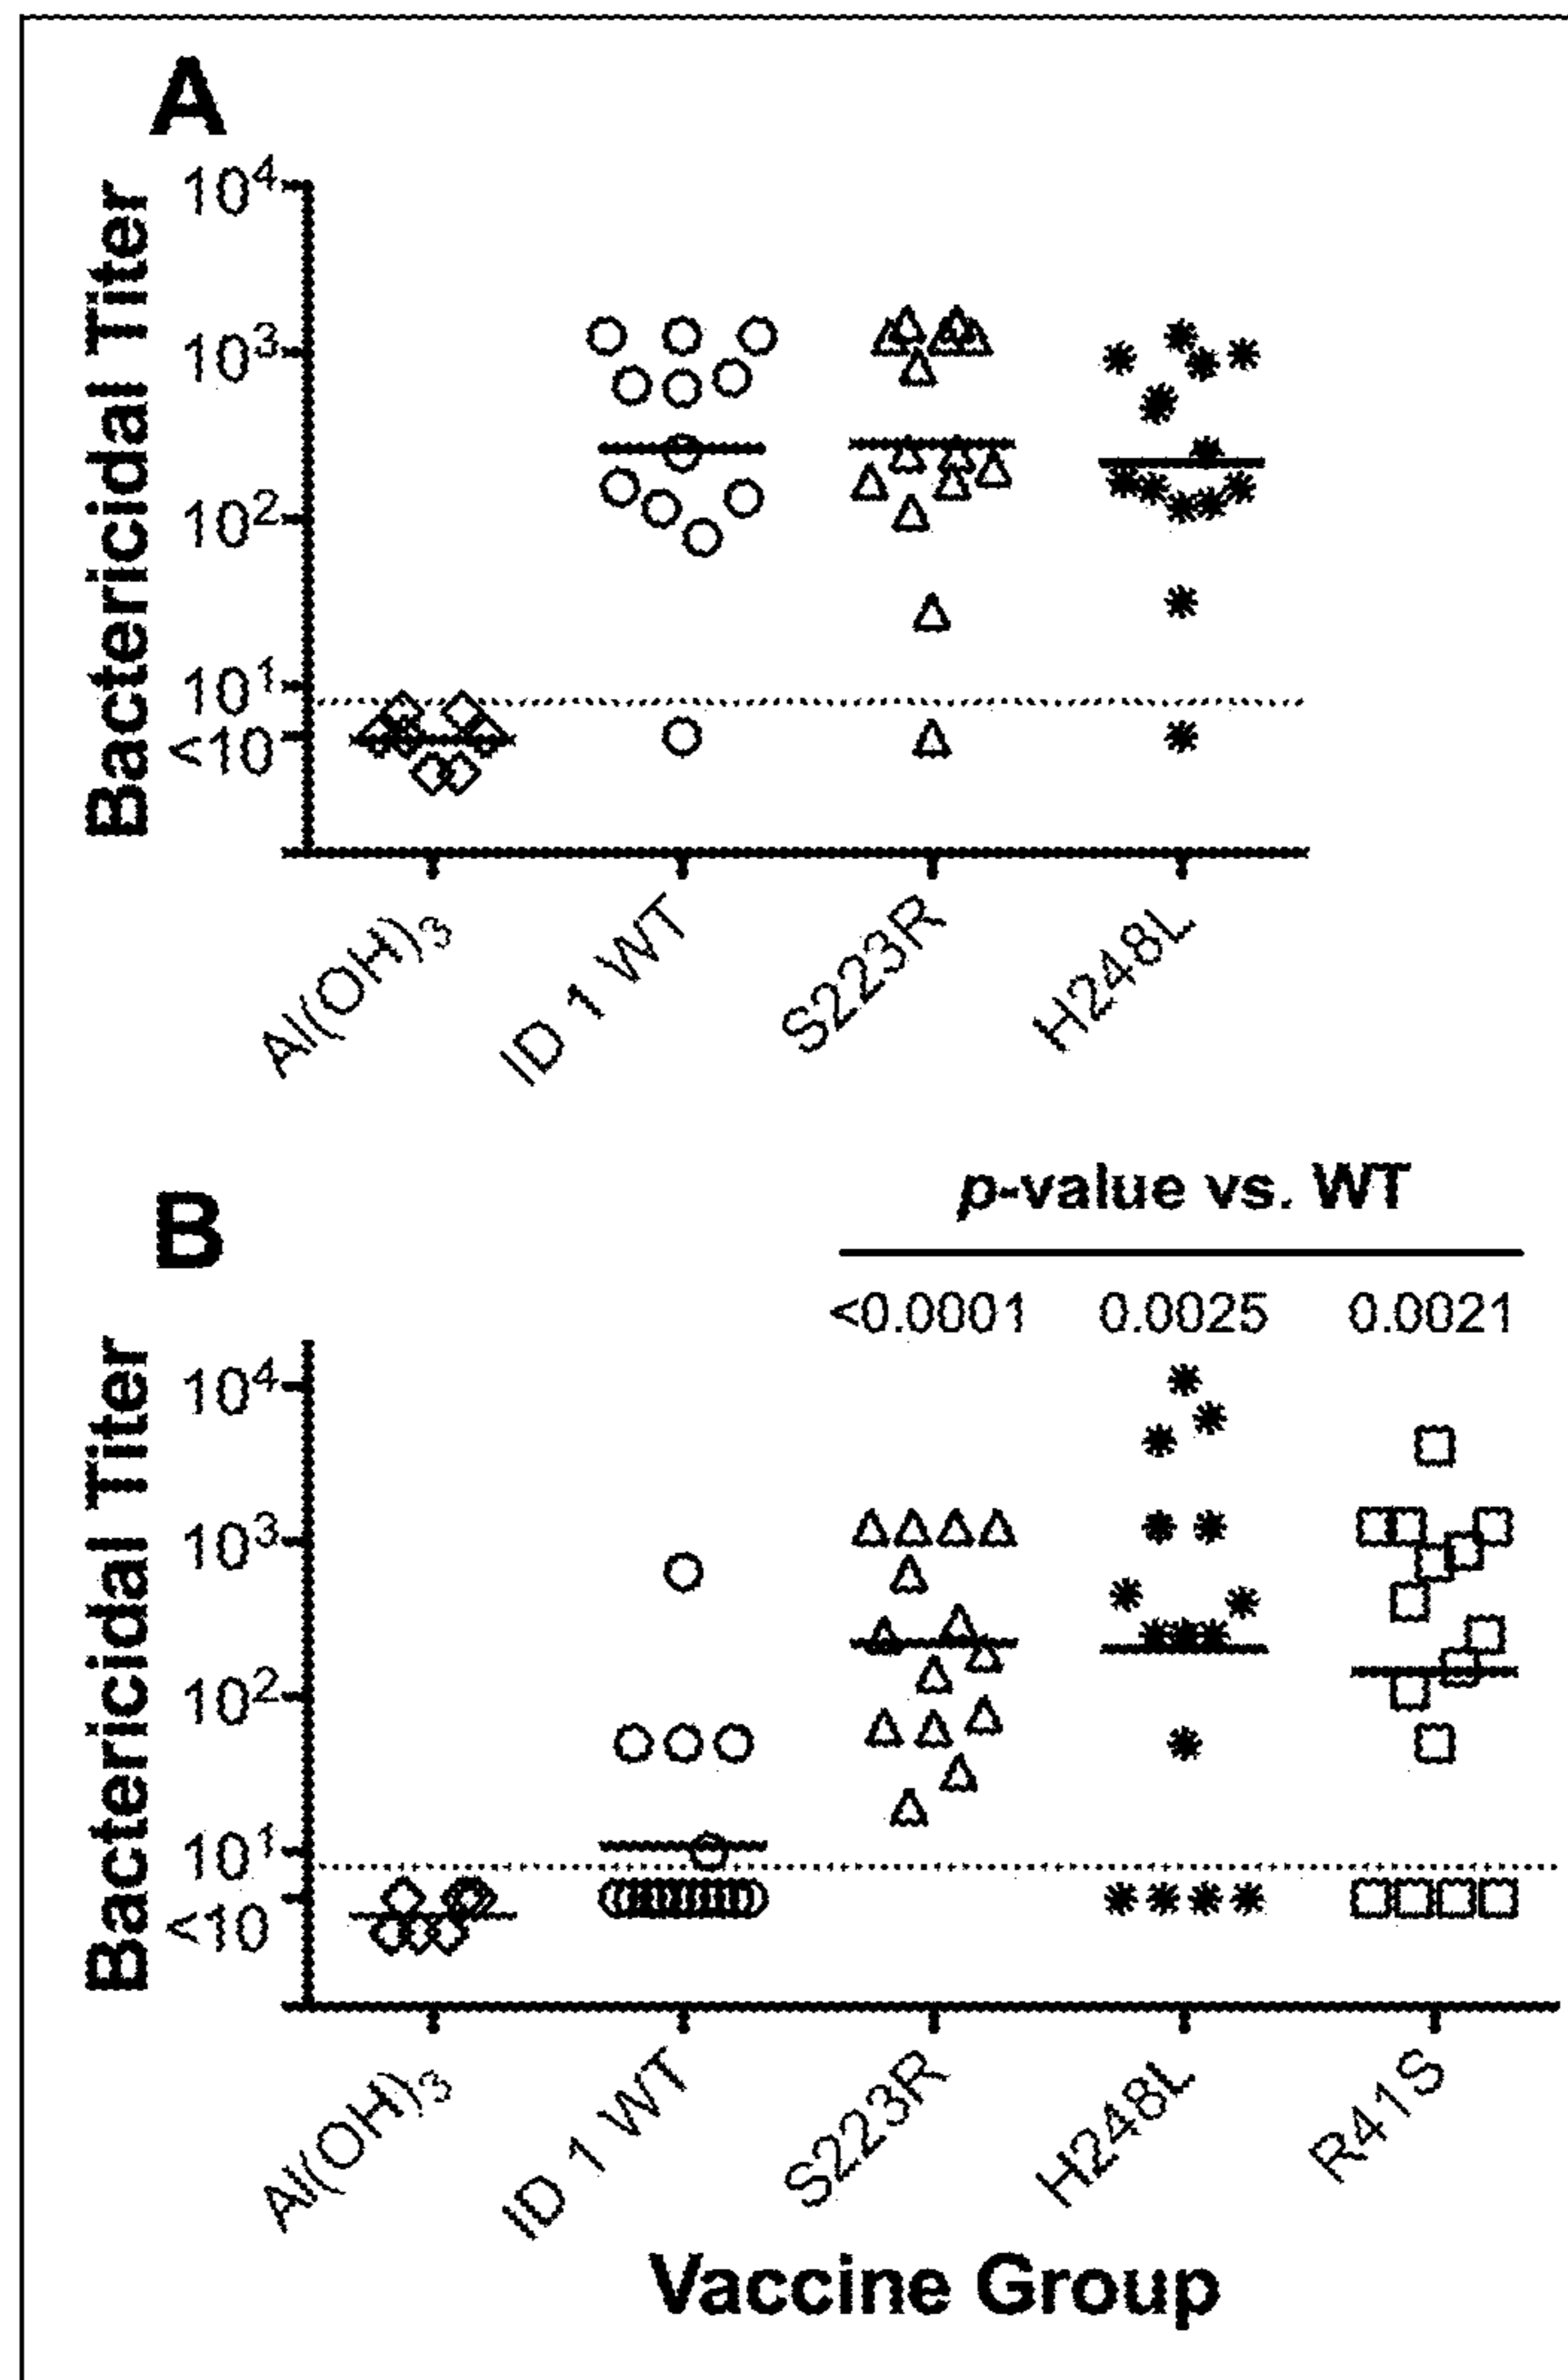 A
Bactericidal Titer
10⁴
10³
10²
10¹
<10
Al(OH)₃
ID 1 WT
S223R
H248L
B
p-value vs. WT
<0.0001 0.0025 0.0021
Bactericidal Titer
10⁴
10³
10²
10¹
<10
Al(OH)₃
ID 1 WT
S223R
H248L
R41S
Vaccine Group